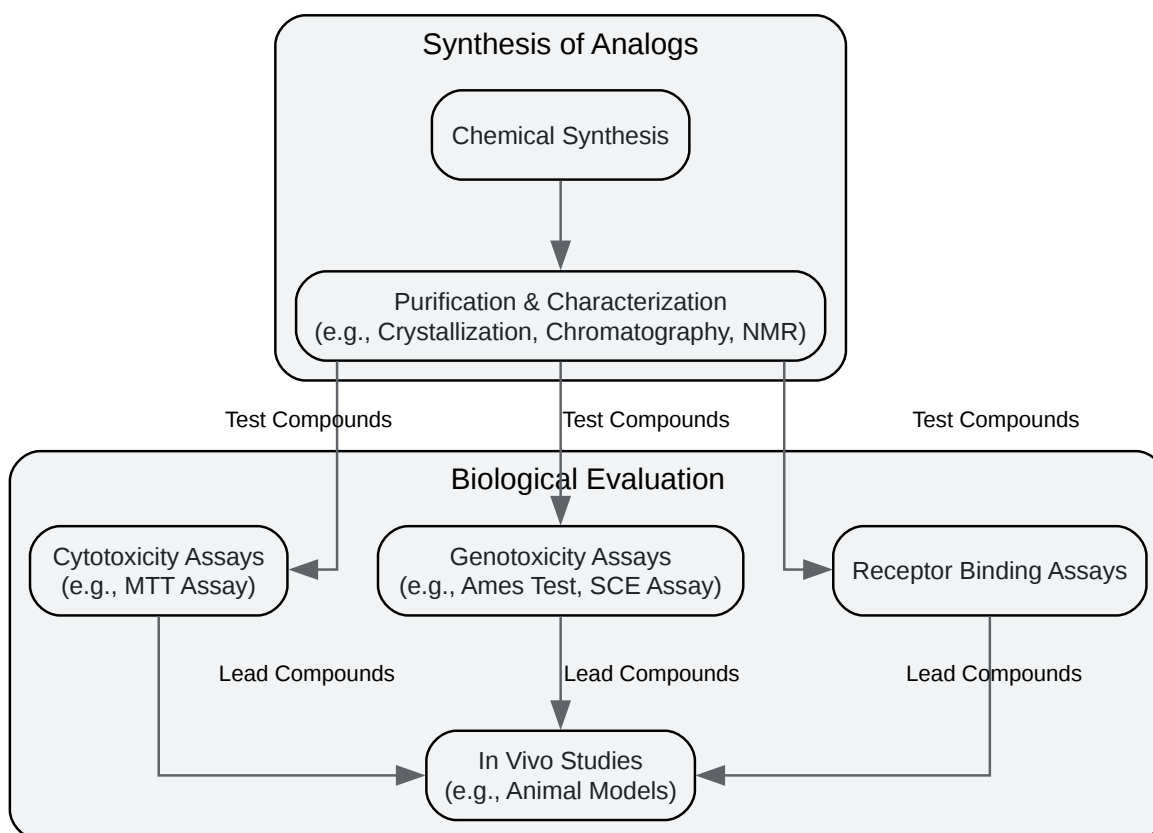 Synthesis of Analogs
Chemical Synthesis
Purification & Characterization
(e.g., Crystallization, Chromatography, NMR)
Test Compounds
Test Compounds
Test Compounds
Biological Evaluation
Cytotoxicity Assays
(e.g., MTT Assay)
Genotoxicity Assays
(e.g., Ames Test, SCE Assay)
Receptor Binding Assays
Lead Compounds
Lead Compounds
Lead Compounds
In Vivo Studies
(e.g., Animal Models)